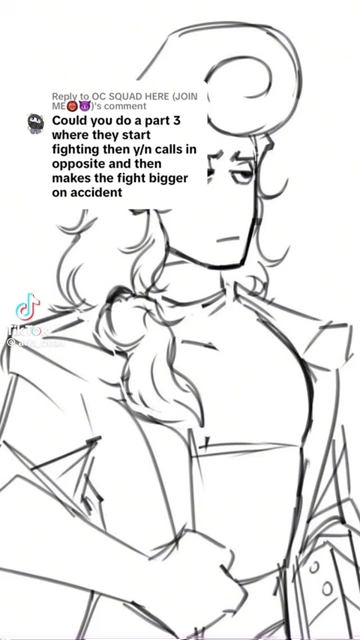 Reply to OC SQUAD HERE (JOIN
ME🔴😈)'s comment
Could you do a part 3
where they start
fighting then y/n calls in
opposite and then
makes the fight bigger
on accident
TikTok